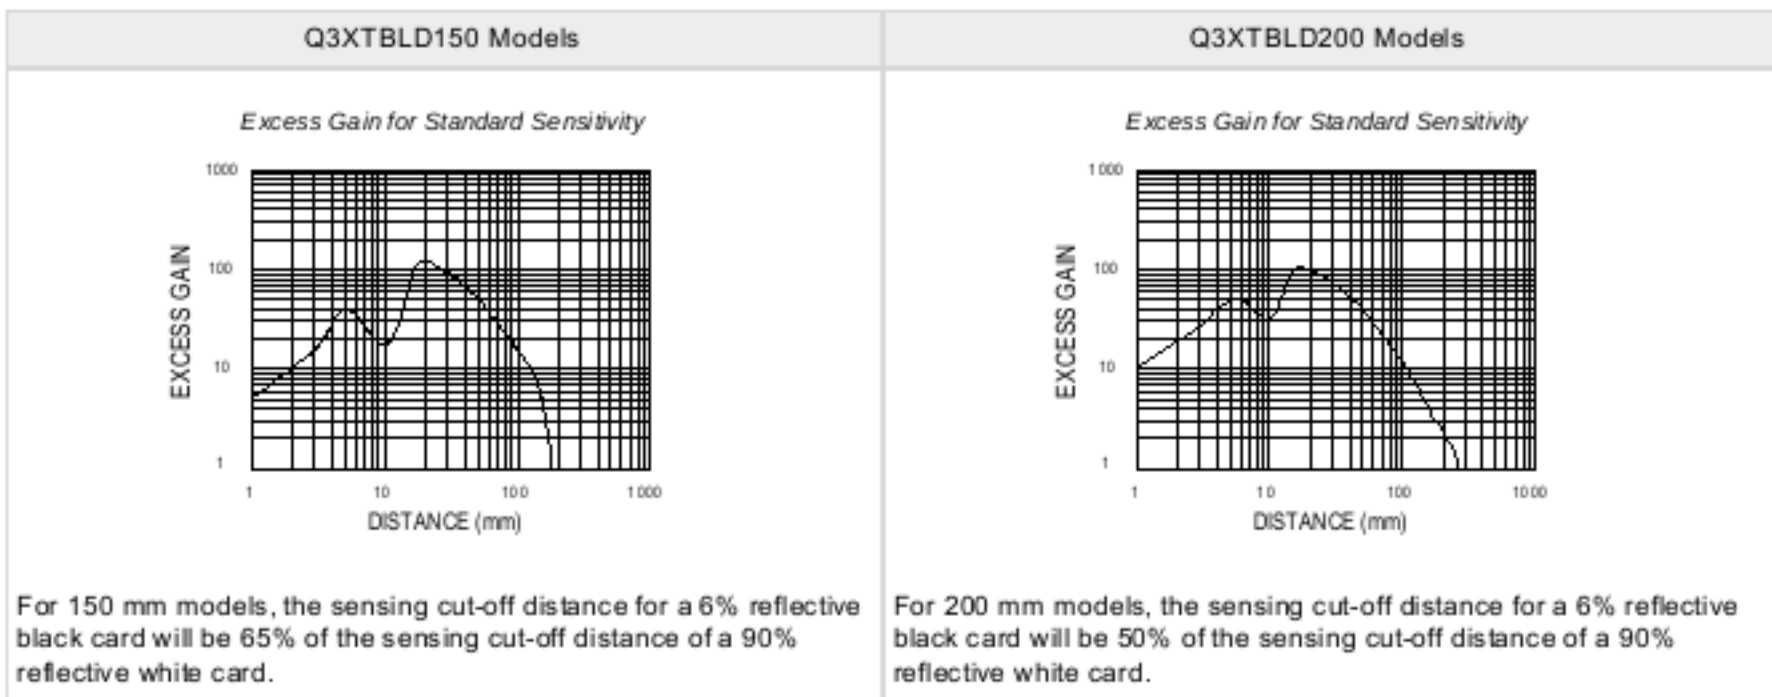 Q3XTBLD150 Models
Excess Gain for Standard Sensitivity
1000
100
10
1
EXCESS GAIN
1 10 100 1000
DISTANCE (mm)
For 150 mm models, the sensing cut-off distance for a 6% reflective
black card will be 65% of the sensing cut-off distance of a 90%
reflective white card.
Q3XTBLD200 Models
Excess Gain for Standard Sensitivity
1000
100
10
1
EXCESS GAIN
1 10 100 1000
DISTANCE (mm)
For 200 mm models, the sensing cut-off distance for a 6% reflective
black card will be 50% of the sensing cut-off distance of a 90%
reflective white card.